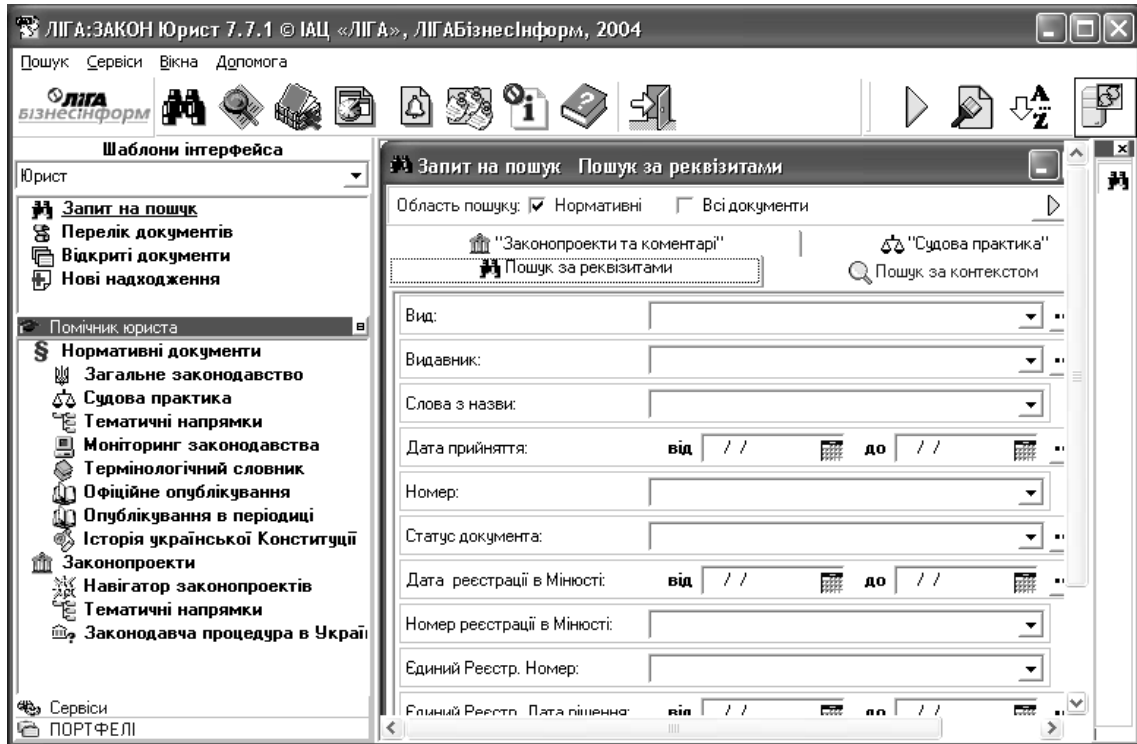 ЛІГА:ЗАКОН Юрист 7.7.1 © ІАЦ «ЛІГА», ЛІГАБізнесІнформ, 2004
Пошук Сервіси Вікна Допомога
ліга
бізнесінформ
Шаблони інтерфейса
Юрист
Запит на пошук
Перелік документів
Відкриті документи
Нові надходження
Помічник юриста
§ Нормативні документи
Загальне законодавство
Судова практика
Тематичні напрямки
Моніторинг законодавства
Термінологічний словник
Офіційне опублікування
Опублікування в періодиці
Історія української Конституції
Законопроекти
Навігатор законопроектів
Тематичні напрямки
Законодавча процедура в Украї
Сервіси
ПОРТФЕЛІ
Запит на пошук Пошук за реквізитами
Область пошуку: Нормативні Всі документи
"Законопроекти та коментарі" "Судова практика"
Пошук за реквізитами Пошук за контекстом
Вид:
Видавник:
Слова з назви:
Дата прийняття: від / / до / /
Номер:
Статус документа:
Дата реєстрації в Мінюсті: від / / до / /
Номер реєстрації в Мінюсті:
Єдиний Реєстр. Номер:
Єдиний Реєстр. Дата рішення: від / / до / /